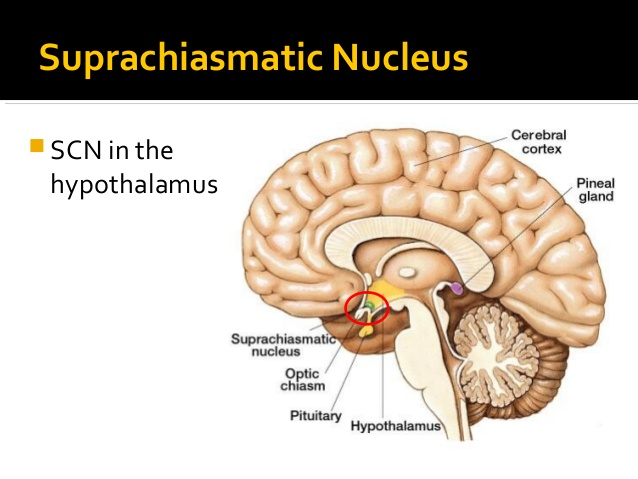 Suprachiasmatic Nucleus
SCN in the
hypothalamus
Cerebral
cortex
Pineal
gland
Suprachiasmatic
nucleus
Optic
chiasm
Pituitary
Hypothalamus